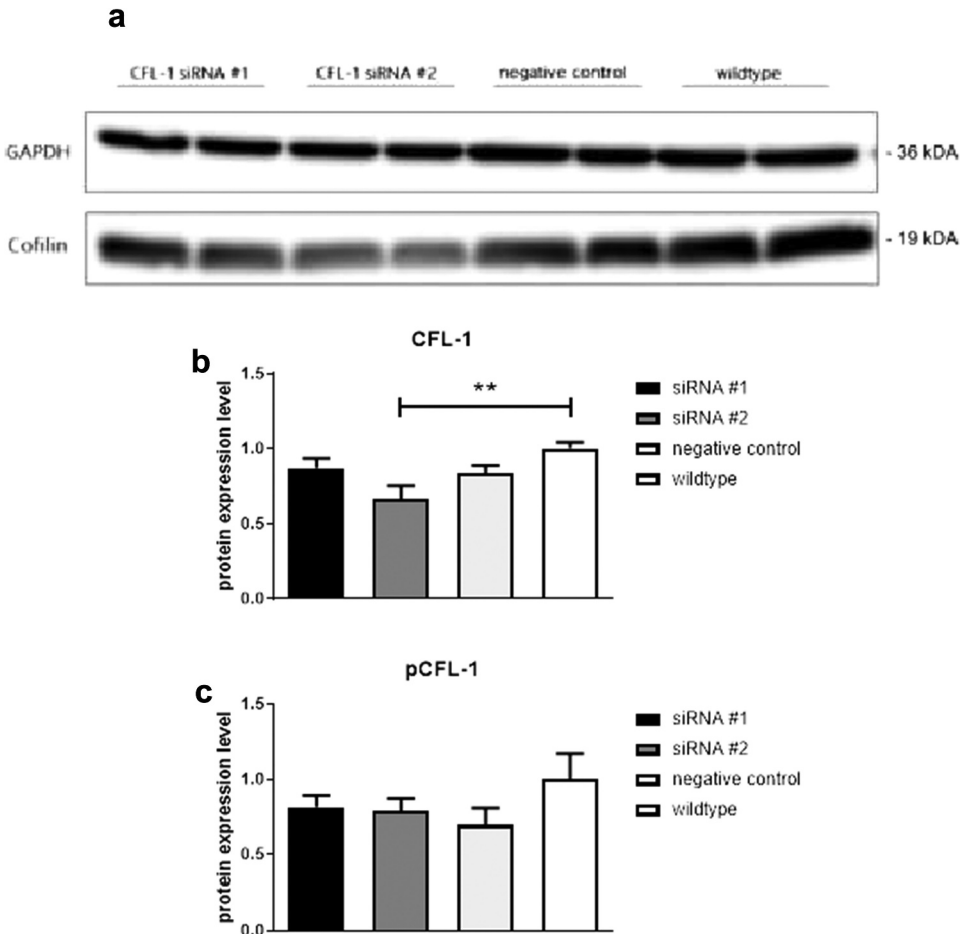 a
CFL-1 siRNA #1 CFL-1 siRNA #2 negative control wildtype
GAPDH - 36 kDA
Cofilin - 19 kDA
CFL-1
b
protein expression level
1.5
1.0
0.5
0.0
**
siRNA #1
siRNA #2
negative control
wildtype
pCFL-1
c
protein expression level
1.5
1.0
0.5
0.0
siRNA #1
siRNA #2
negative control
wildtype